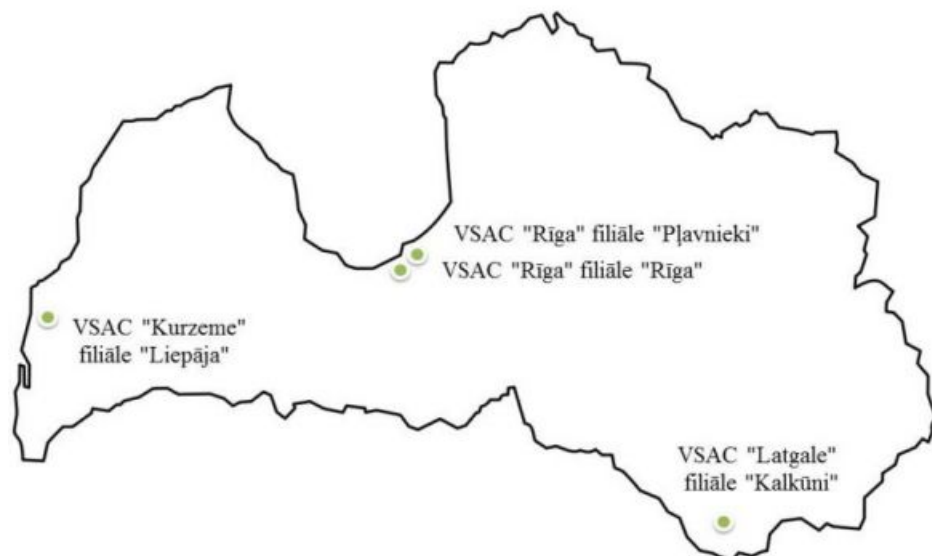 VSAC "Rīga" filiāle "Pļavnieki"
VSAC "Rīga" filiāle "Rīga"
VSAC "Kurzeme"
filiāle "Liepāja"
VSAC "Latgale"
filiāle "Kalkūni"